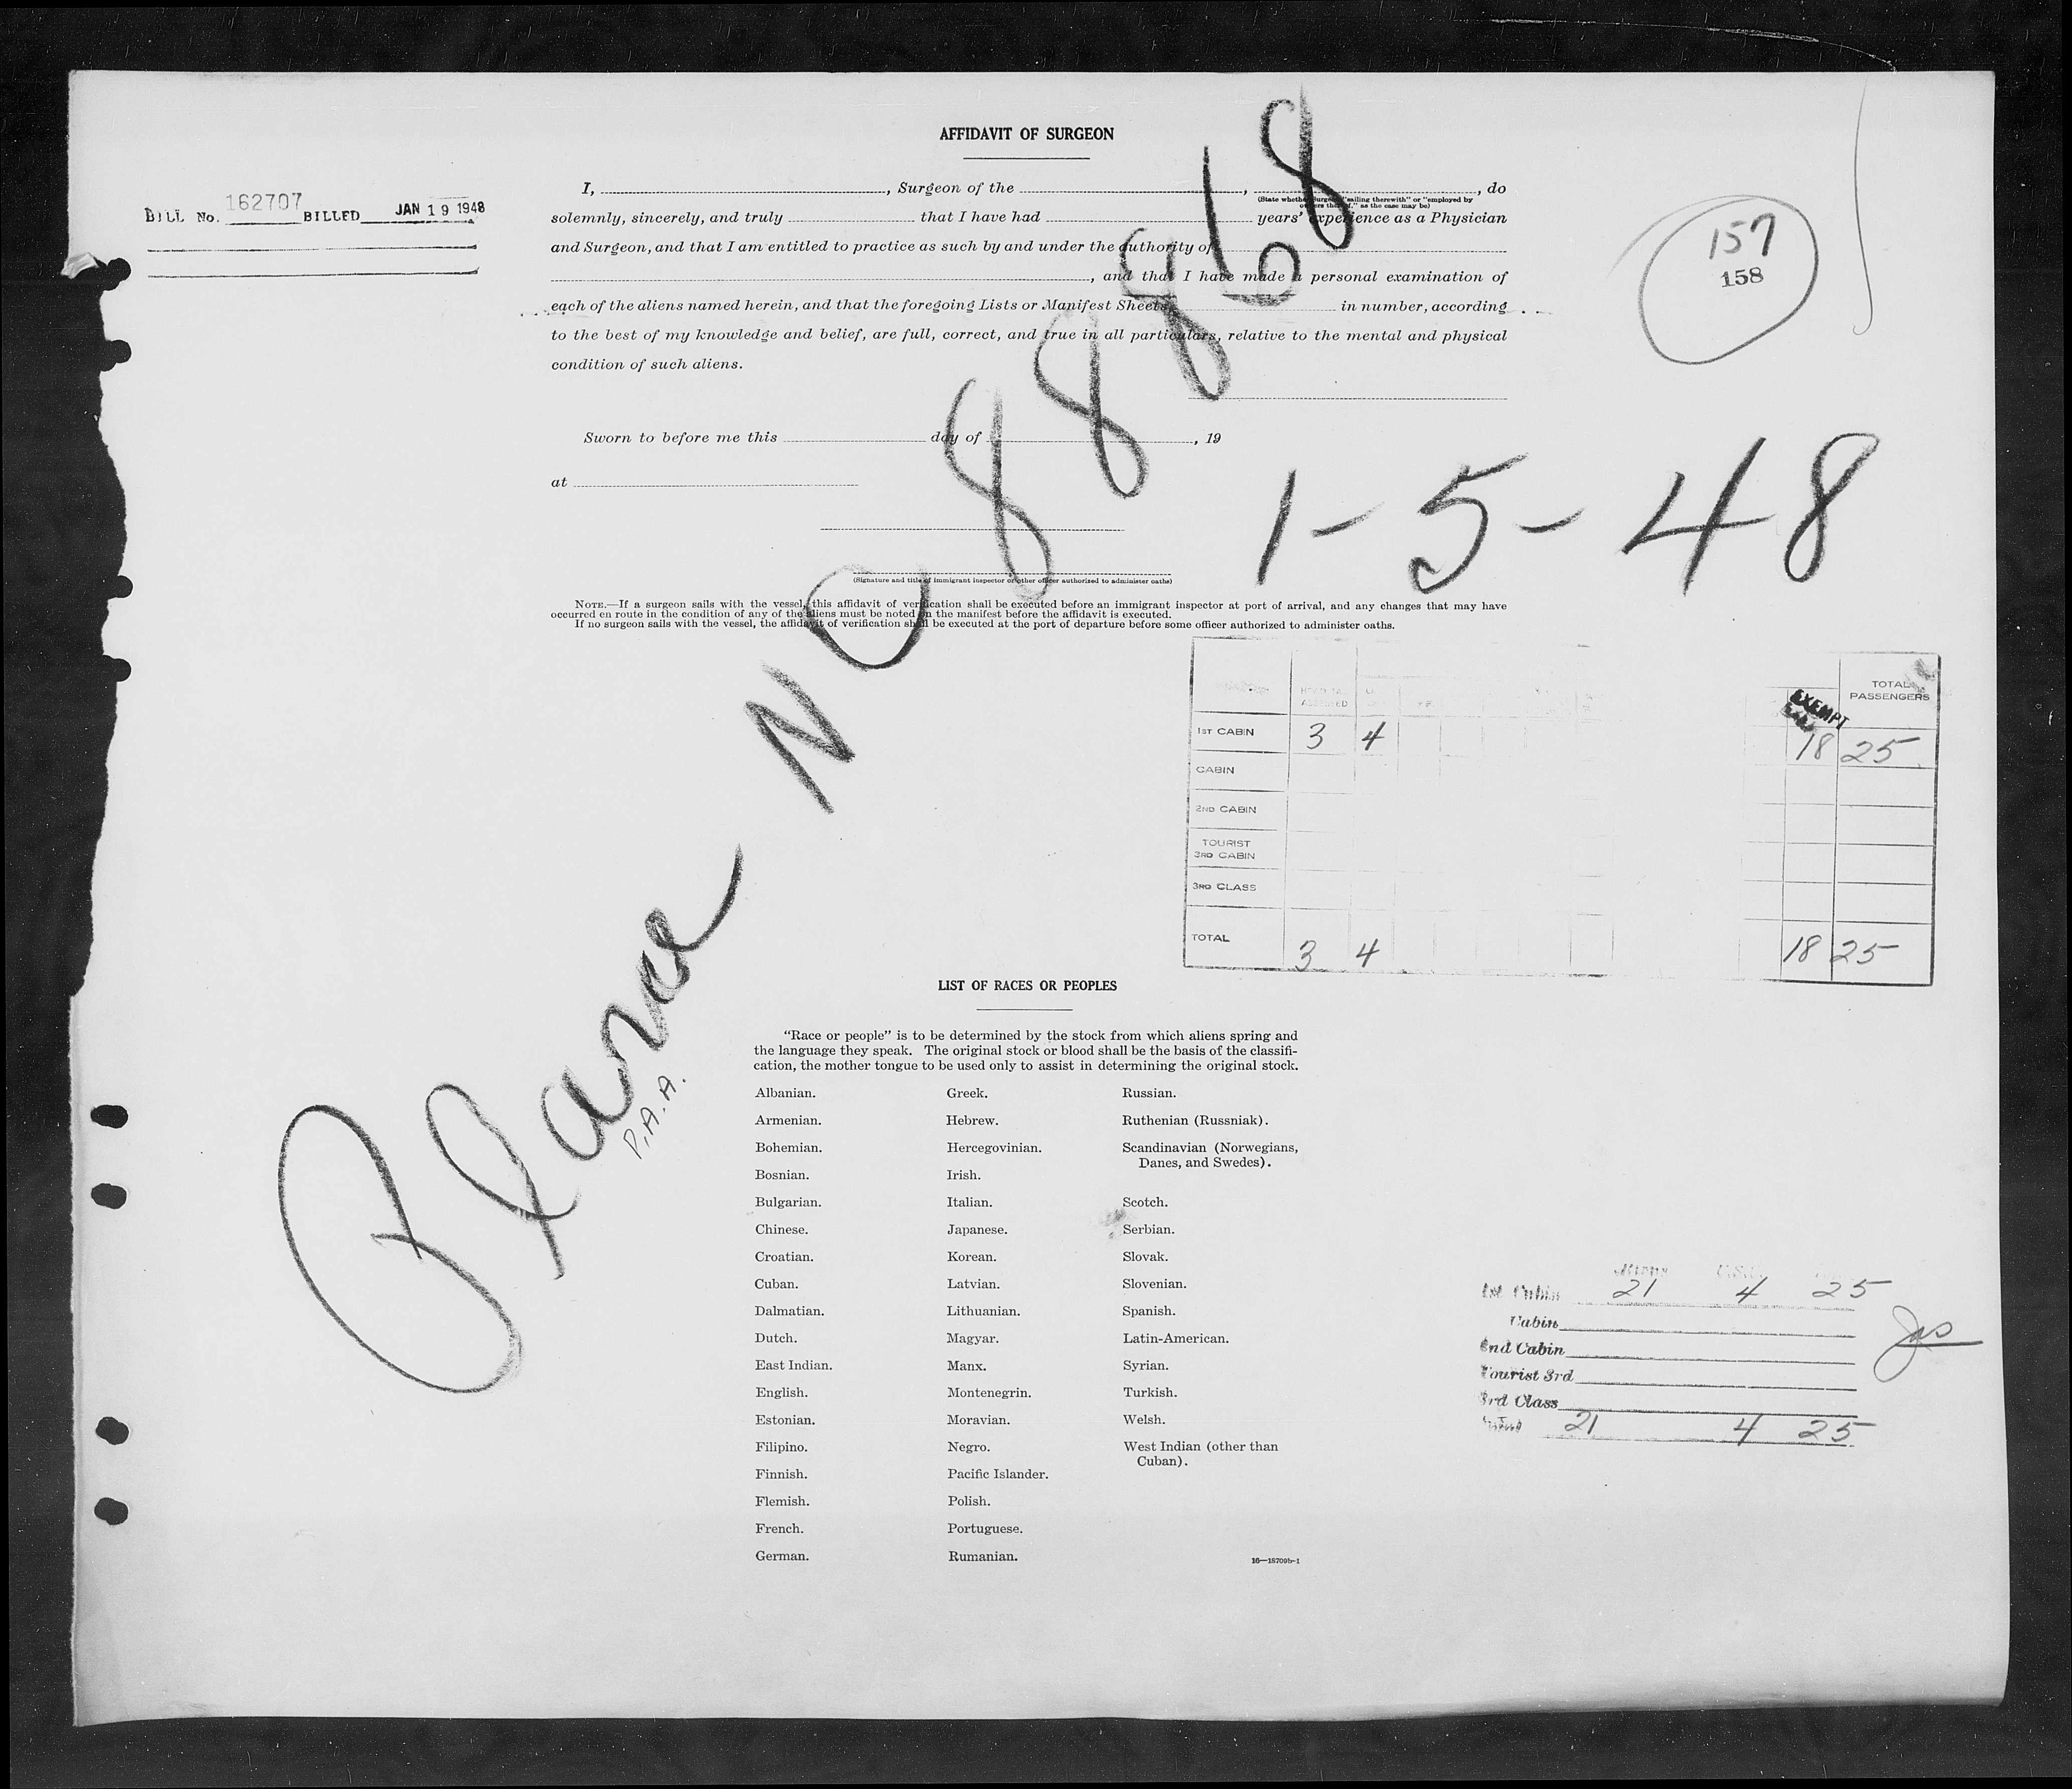 AFFIDAVIT OF SURGEON
BILL No. 162707 BILLED JAN 19 1948
157
158
I, , Surgeon of the , , do
(State whether Surgeon "sailing therewith" or "employed by
owners thereof," as the case may be)
solemnly, sincerely, and truly that I have had years' experience as a Physician
and Surgeon, and that I am entitled to practice as such by and under the authority of
, and that I have made a personal examination of
each of the aliens named herein, and that the foregoing Lists or Manifest Sheets, in number, according
to the best of my knowledge and belief, are full, correct, and true in all particulars, relative to the mental and physical
condition of such aliens.
Sworn to before me this day of , 19
at
(Signature and title of immigrant inspector or other officer authorized to administer oaths)
1-5-48
Plane NC 88868
P.A.A.
NOTE.—If a surgeon sails with the vessel, this affidavit of verification shall be executed before an immigrant inspector at port of arrival, and any changes that may have
occurred en route in the condition of any of the aliens must be noted on the manifest before the affidavit is executed.
If no surgeon sails with the vessel, the affidavit of verification shall be executed at the port of departure before some officer authorized to administer oaths.
EXEMPT TOTAL
PASSENGERS
1ST CABIN 3 4 18 25
CABIN
2ND CABIN
TOURIST
3RD CABIN
3RD CLASS
TOTAL 3 4 18 25
LIST OF RACES OR PEOPLES
"Race or people" is to be determined by the stock from which aliens spring and
the language they speak. The original stock or blood shall be the basis of the classifi-
cation, the mother tongue to be used only to assist in determining the original stock.
Albanian. Greek. Russian.
Armenian. Hebrew. Ruthenian (Russniak).
Bohemian. Hercegovinian. Scandinavian (Norwegians,
Danes, and Swedes).
Bosnian. Irish.
Bulgarian. Italian. Scotch.
Chinese. Japanese. Serbian.
Croatian. Korean. Slovak.
Cuban. Latvian. Slovenian.
Dalmatian. Lithuanian. Spanish.
Dutch. Magyar. Latin-American.
East Indian. Manx. Syrian.
English. Montenegrin. Turkish.
Estonian. Moravian. Welsh.
Filipino. Negro. West Indian (other than
Cuban).
Finnish. Pacific Islander.
Flemish. Polish.
French. Portuguese.
German. Rumanian.
16—15709b-1
Aliens U.S.C.
1st Cabin 21 4 25
Cabin
2nd Cabin
Tourist 3rd
3rd Class
Total 21 4 25